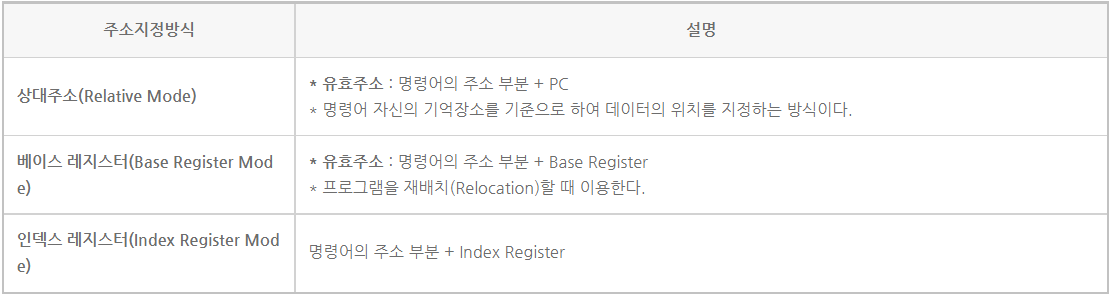 주소지정방식
설명
상대주소(Relative Mode)
* 유효주소 : 명령어의 주소 부분 + PC
* 명령어 자신의 기억장소를 기준으로 하여 데이터의 위치를 지정하는 방식이다.
베이스 레지스터(Base Register Mod
e)
* 유효주소 : 명령어의 주소 부분 + Base Register
* 프로그램을 재배치(Relocation)할 때 이용한다.
인덱스 레지스터(Index Register Mod
e)
명령어의 주소 부분 + Index Register